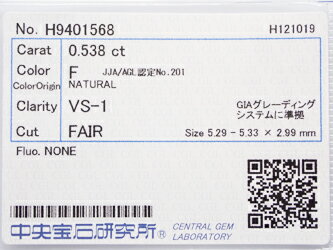 No. H9401568 H121019
Carat 0.538 ct
Color F JJA/AGL認定No.201
ColorOrigin NATURAL
Clarity VS-1 GIAグレーディング
システムに準拠
Cut FAIR Size 5.29 - 5.33 × 2.99 mm
Fluo. NONE
中央宝石研究所® CENTRAL GEM
LABORATORY